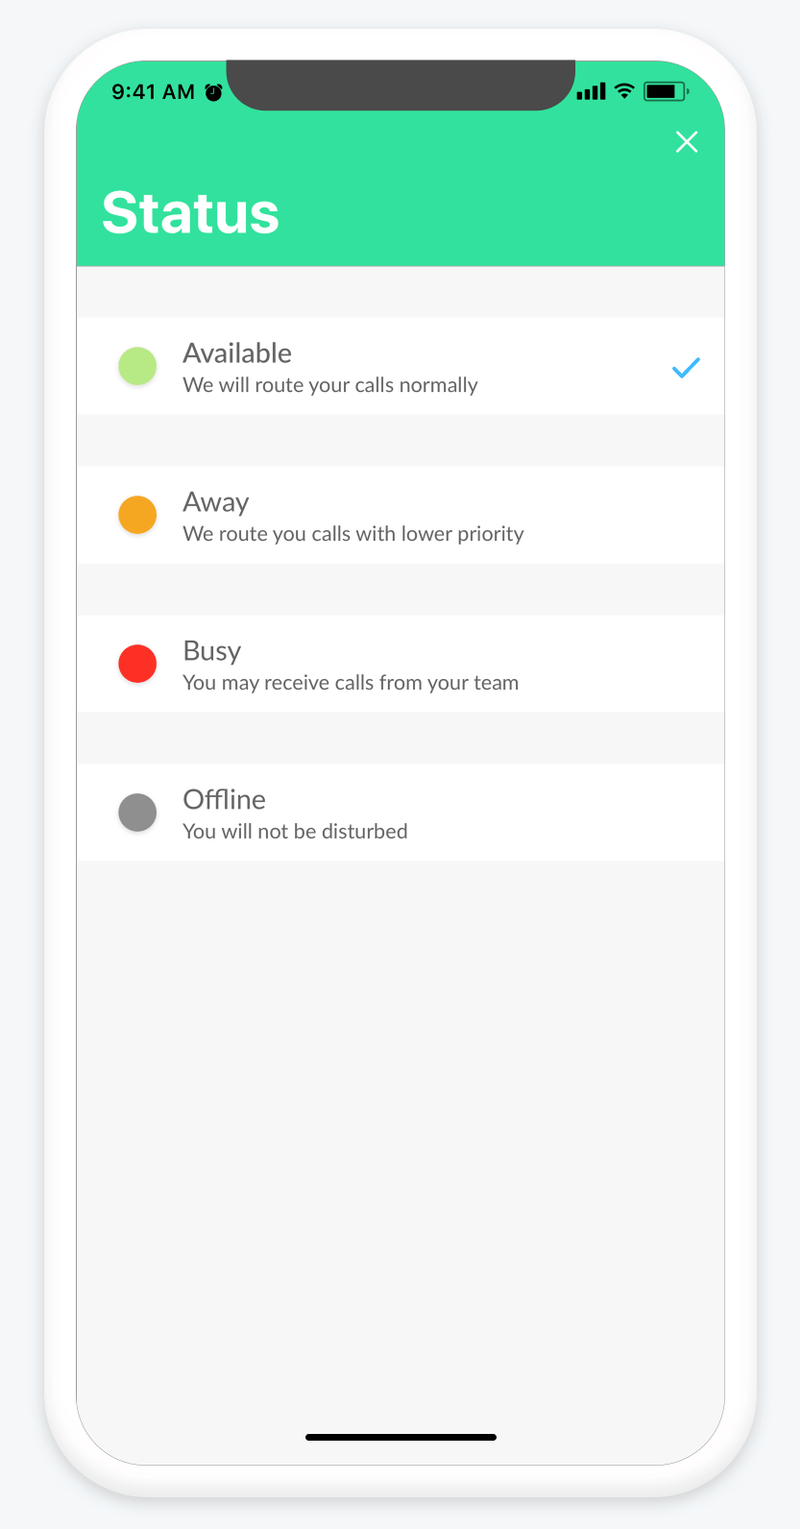 9:41 AM
Status
Available
We will route your calls normally
Away
We route you calls with lower priority
Busy
You may receive calls from your team
Offline
You will not be disturbed